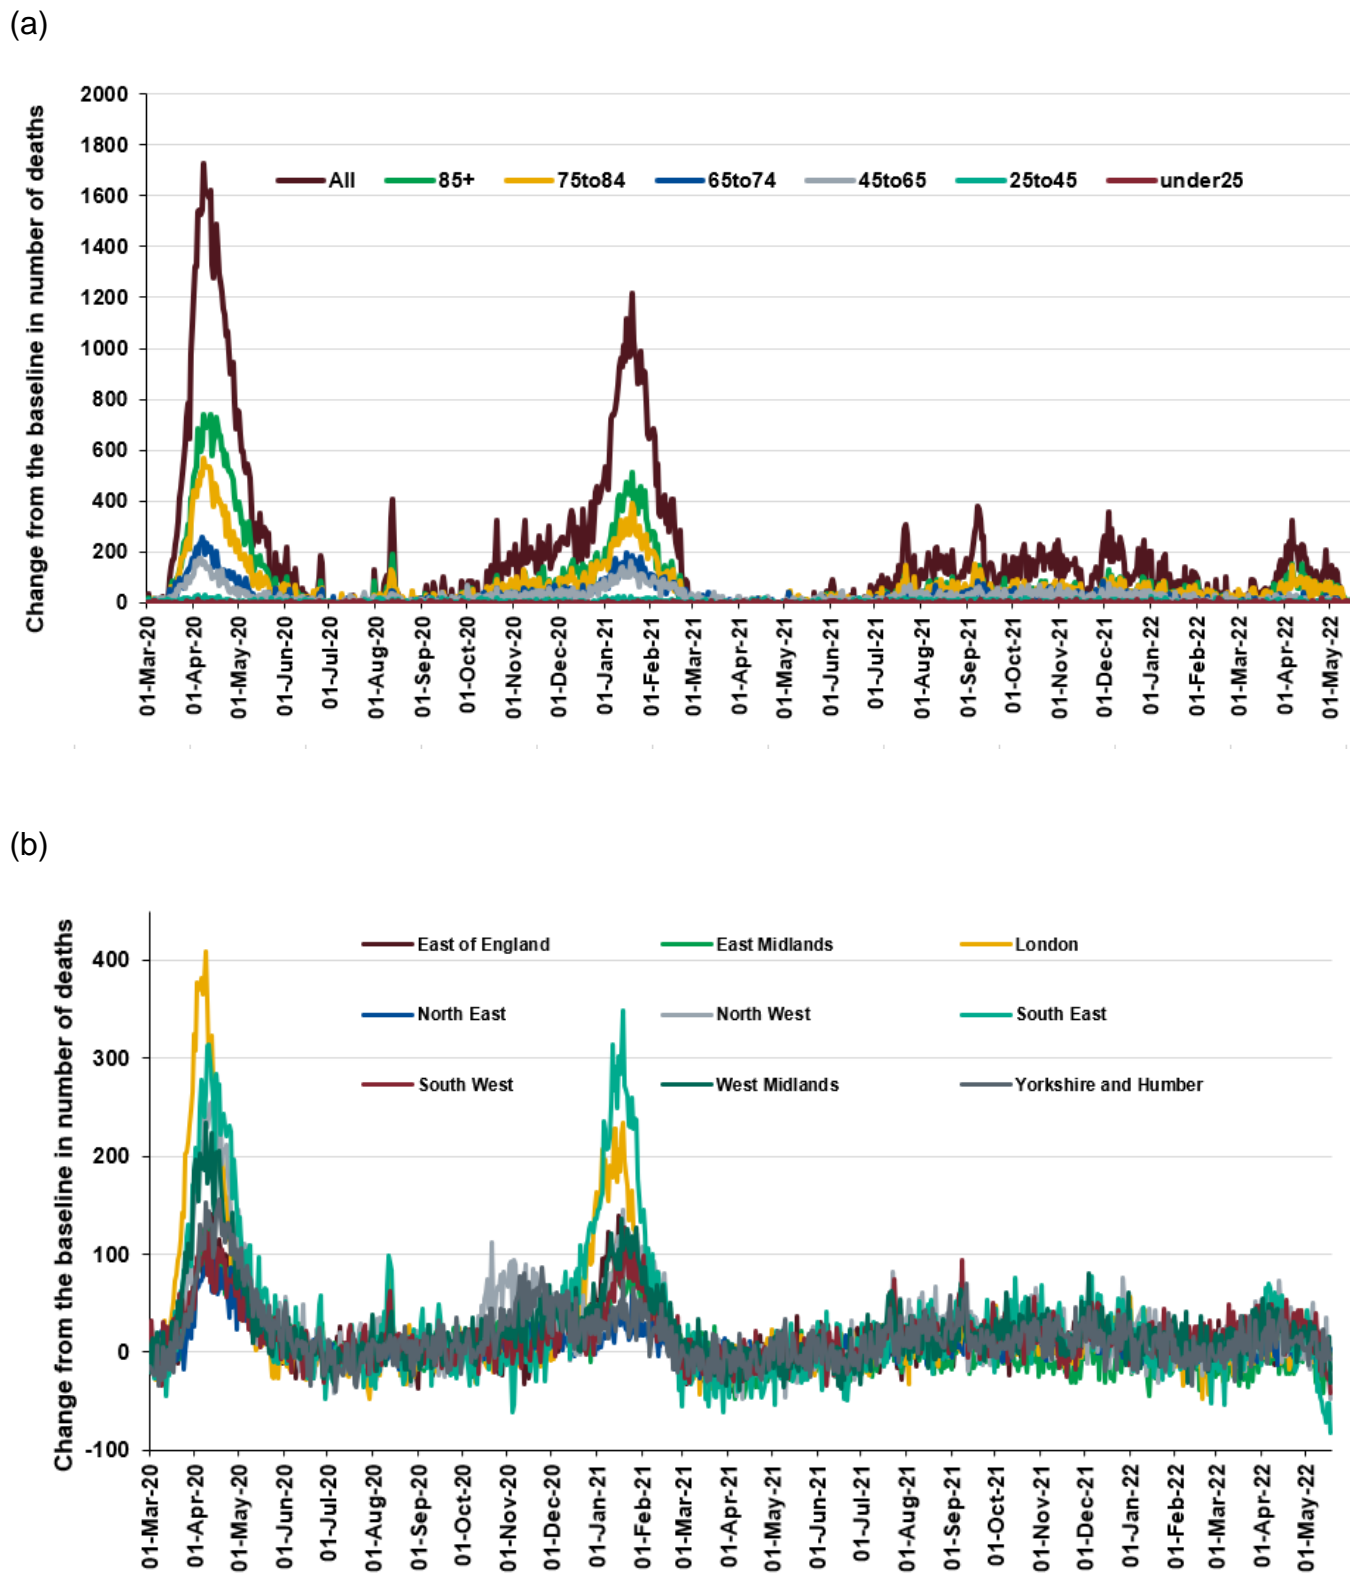 (a)
Change from the baseline in number of deaths
2000
1800
1600
1400
1200
1000
800
600
400
200
0
All 85+ 75to84 65to74 45to65 25to45 under25
01-Mar-20 01-Apr-20 01-May-20 01-Jun-20 01-Jul-20 01-Aug-20 01-Sep-20 01-Oct-20 01-Nov-20 01-Dec-20 01-Jan-21 01-Feb-21 01-Mar-21 01-Apr-21 01-May-21 01-Jun-21 01-Jul-21 01-Aug-21 01-Sep-21 01-Oct-21 01-Nov-21 01-Dec-21 01-Jan-22 01-Feb-22 01-Mar-22 01-Apr-22 01-May-22
(b)
Change from the baseline in number of deaths
400
300
200
100
0
-100
East of England East Midlands London
North East North West South East
South West West Midlands Yorkshire and Humber
01-Mar-20 01-Apr-20 01-May-20 01-Jun-20 01-Jul-20 01-Aug-20 01-Sep-20 01-Oct-20 01-Nov-20 01-Dec-20 01-Jan-21 01-Feb-21 01-Mar-21 01-Apr-21 01-May-21 01-Jun-21 01-Jul-21 01-Aug-21 01-Sep-21 01-Oct-21 01-Nov-21 01-Dec-21 01-Jan-22 01-Feb-22 01-Mar-22 01-Apr-22 01-May-22